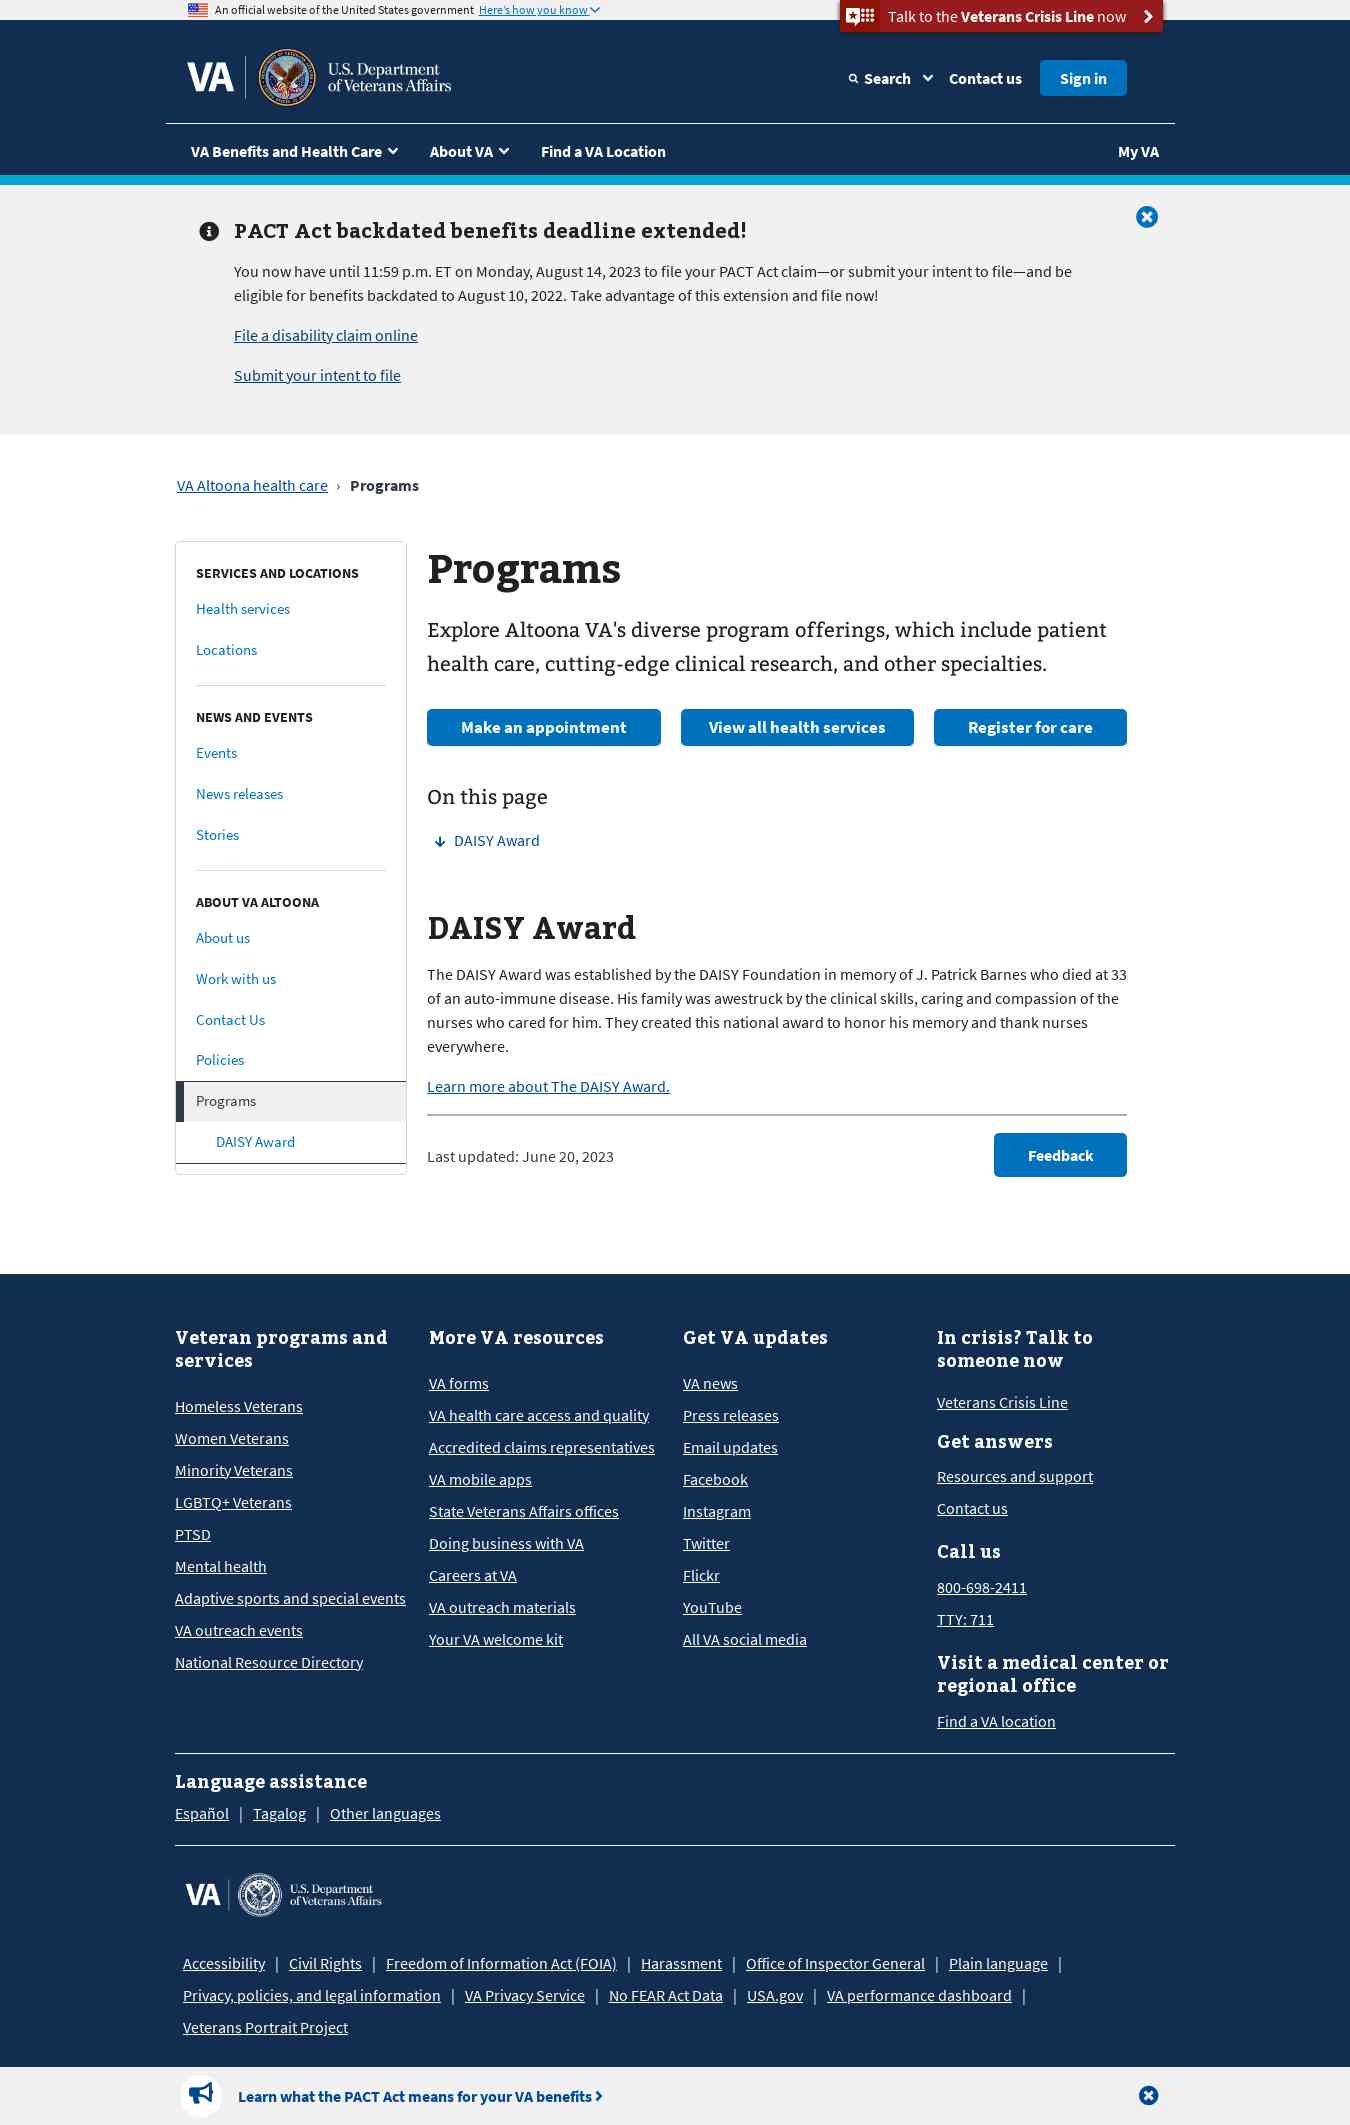 An official website of the United States government Here's how you know
Talk to the Veterans Crisis Line now
VA
U.S. Department
of Veterans Affairs
Search
Contact us
Sign in
VA Benefits and Health Care
About VA
Find a VA Location
My VA
PACT Act backdated benefits deadline extended!
You now have until 11:59 p.m. ET on Monday, August 14, 2023 to file your PACT Act claim—or submit your intent to file—and be
eligible for benefits backdated to August 10, 2022. Take advantage of this extension and file now!
File a disability claim online
Submit your intent to file
VA Altoona health care › Programs
SERVICES AND LOCATIONS
Health services
Locations
NEWS AND EVENTS
Events
News releases
Stories
ABOUT VA ALTOONA
About us
Work with us
Contact Us
Policies
Programs
DAISY Award
Programs
Explore Altoona VA's diverse program offerings, which include patient
health care, cutting-edge clinical research, and other specialties.
Make an appointment
View all health services
Register for care
On this page
DAISY Award
DAISY Award
The DAISY Award was established by the DAISY Foundation in memory of J. Patrick Barnes who died at 33
of an auto-immune disease. His family was awestruck by the clinical skills, caring and compassion of the
nurses who cared for him. They created this national award to honor his memory and thank nurses
everywhere.
Learn more about The DAISY Award.
Last updated: June 20, 2023
Feedback
Veteran programs and
services
Homeless Veterans
Women Veterans
Minority Veterans
LGBTQ+ Veterans
PTSD
Mental health
Adaptive sports and special events
VA outreach events
National Resource Directory
More VA resources
VA forms
VA health care access and quality
Accredited claims representatives
VA mobile apps
State Veterans Affairs offices
Doing business with VA
Careers at VA
VA outreach materials
Your VA welcome kit
Get VA updates
VA news
Press releases
Email updates
Facebook
Instagram
Twitter
Flickr
YouTube
All VA social media
In crisis? Talk to
someone now
Veterans Crisis Line
Get answers
Resources and support
Contact us
Call us
800-698-2411
TTY: 711
Visit a medical center or
regional office
Find a VA location
Language assistance
Español | Tagalog | Other languages
VA
U.S. Department
of Veterans Affairs
Accessibility | Civil Rights | Freedom of Information Act (FOIA) | Harassment | Office of Inspector General | Plain language |
Privacy, policies, and legal information | VA Privacy Service | No FEAR Act Data | USA.gov | VA performance dashboard |
Veterans Portrait Project
Learn what the PACT Act means for your VA benefits